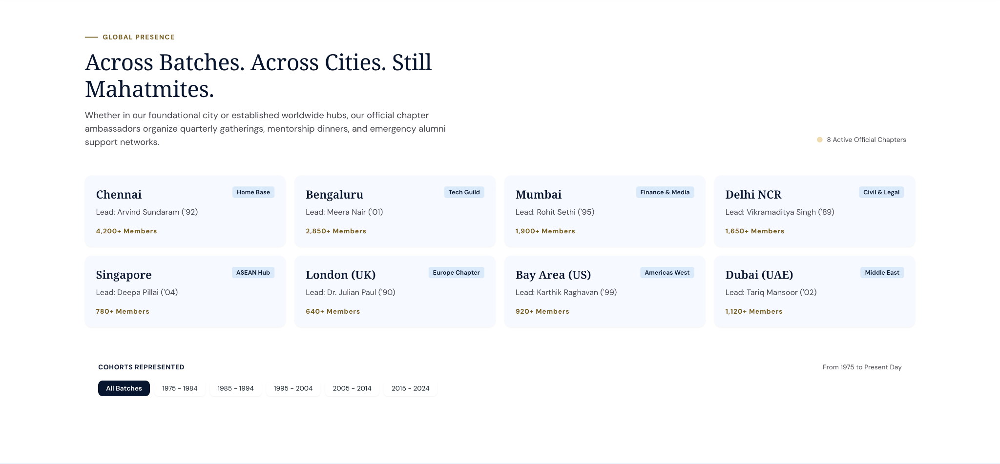 GLOBAL PRESENCE
Across Batches. Across Cities. Still
Mahatmites.
Whether in our foundational city or established worldwide hubs, our official chapter
ambassadors organize quarterly gatherings, mentorship dinners, and emergency alumni
support networks.
8 Active Official Chapters
Chennai
Home Base
Lead: Arvind Sundaram ('92)
4,200+ Members
Bengaluru
Tech Guild
Lead: Meera Nair ('01)
2,850+ Members
Mumbai
Finance & Media
Lead: Rohit Sethi ('95)
1,900+ Members
Delhi NCR
Civil & Legal
Lead: Vikramaditya Singh ('89)
1,650+ Members
Singapore
ASEAN Hub
Lead: Deepa Pillai ('04)
780+ Members
London (UK)
Europe Chapter
Lead: Dr. Julian Paul ('90)
640+ Members
Bay Area (US)
Americas West
Lead: Karthik Raghavan ('99)
920+ Members
Dubai (UAE)
Middle East
Lead: Tariq Mansoor ('02)
1,120+ Members
COHORTS REPRESENTED
From 1975 to Present Day
All Batches
1975 - 1984
1985 - 1994
1995 - 2004
2005 - 2014
2015 - 2024